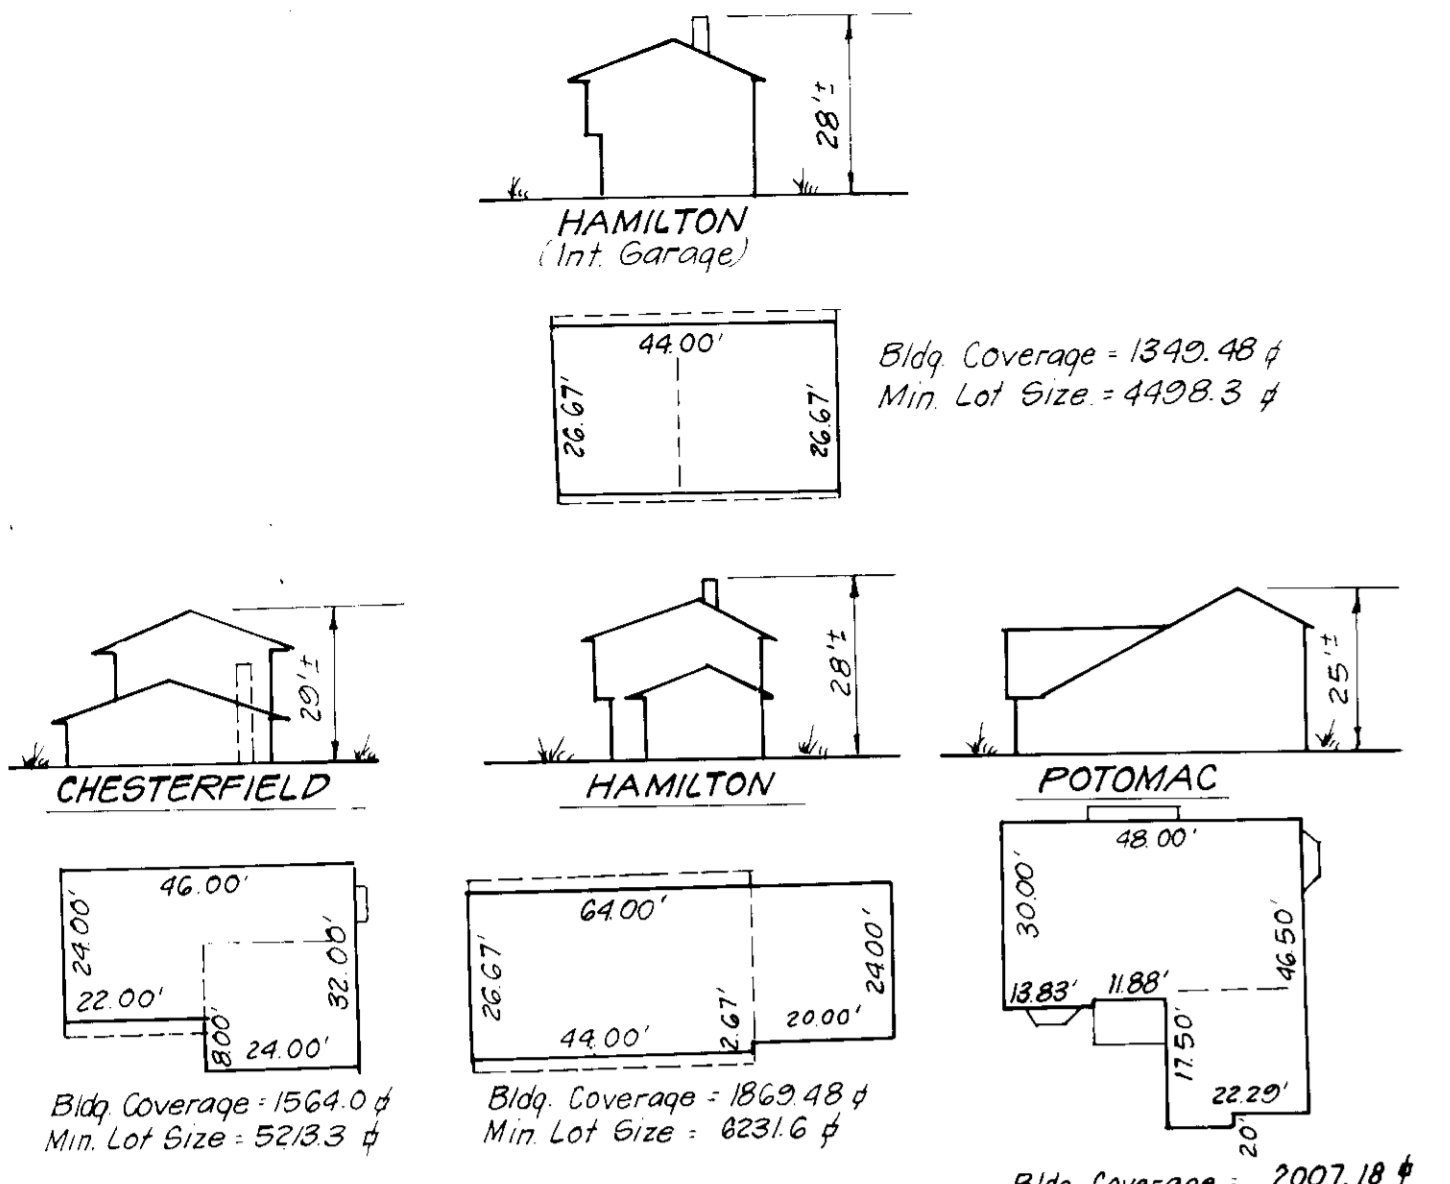 28'±
HAMILTON
(Int. Garage)
44.00'
26.67'
26.67'
Bldg. Coverage = 1349.48 ⌀
Min. Lot Size = 4498.3 ⌀
29'±
CHESTERFIELD
28'±
HAMILTON
25'±
POTOMAC
46.00'
24.00'
32.00'
22.00'
8.00'
24.00'
Bldg. Coverage = 1564.0 ⌀
Min. Lot Size = 5213.3 ⌀
64.00'
26.67'
24.00'
44.00'
2.67'
20.00'
Bldg. Coverage = 1869.48 ⌀
Min. Lot Size = 6231.6 ⌀
48.00'
30.00'
46.50'
13.83'
11.88'
17.50'
22.29'
20'
Bldg. Coverage = 2007.18 ⌀